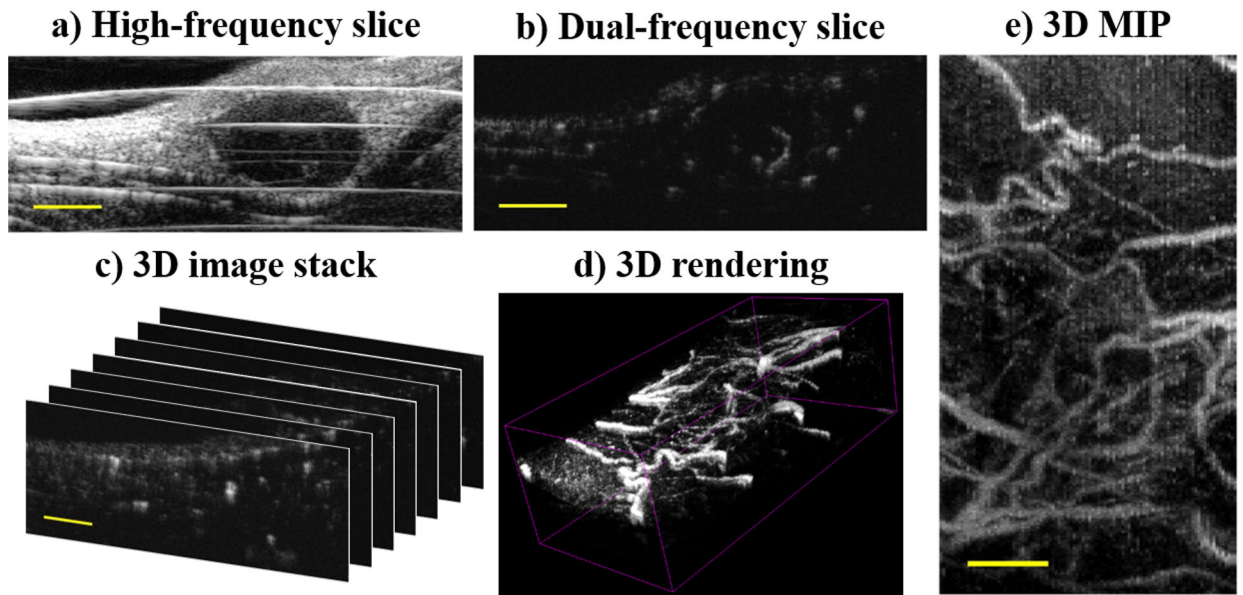 a) High-frequency slice
b) Dual-frequency slice
e) 3D MIP
c) 3D image stack
d) 3D rendering